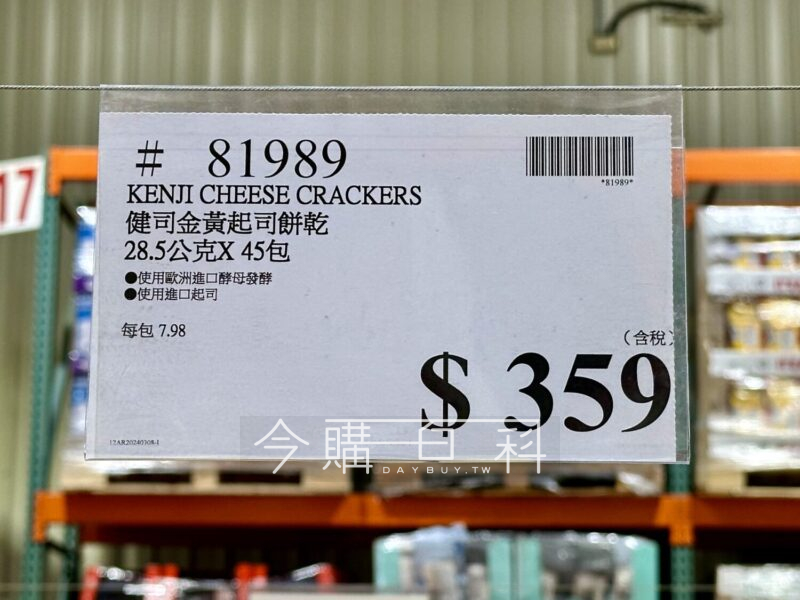 # 81989
*81989*
KENJI CHEESE CRACKERS
健司金黃起司餅乾
28.5公克X 45包
●使用歐洲進口酵母發酵
●使用進口起司
每包 7.98
(含稅)
$ 359
12AR20240308-1
今購百科
DAYBUY.TW
17